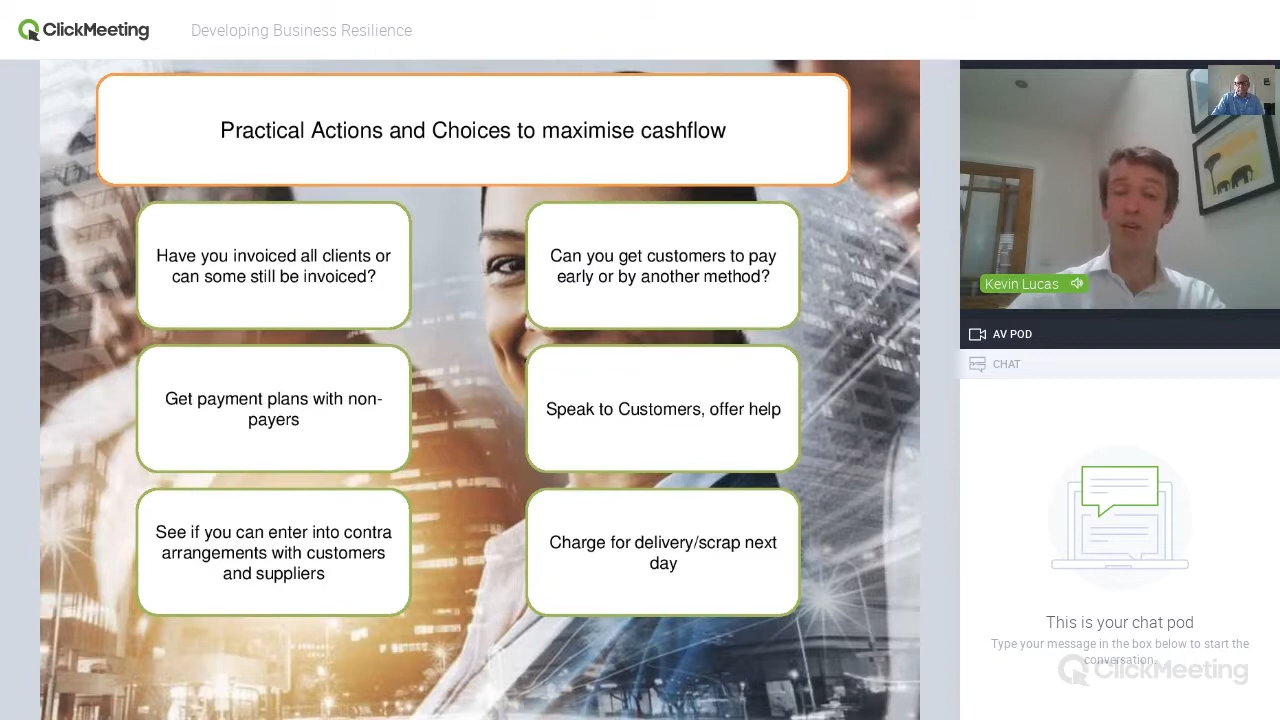 ClickMeeting
Developing Business Resilience
Practical Actions and Choices to maximise cashflow
Have you invoiced all clients or
can some still be invoiced?
Can you get customers to pay
early or by another method?
Get payment plans with non-
payers
Speak to Customers, offer help
See if you can enter into contra
arrangements with customers
and suppliers
Charge for delivery/scrap next
day
Kevin Lucas
AV POD
CHAT
This is your chat pod
Type your message in the box below to start the
conversation.
ClickMeeting